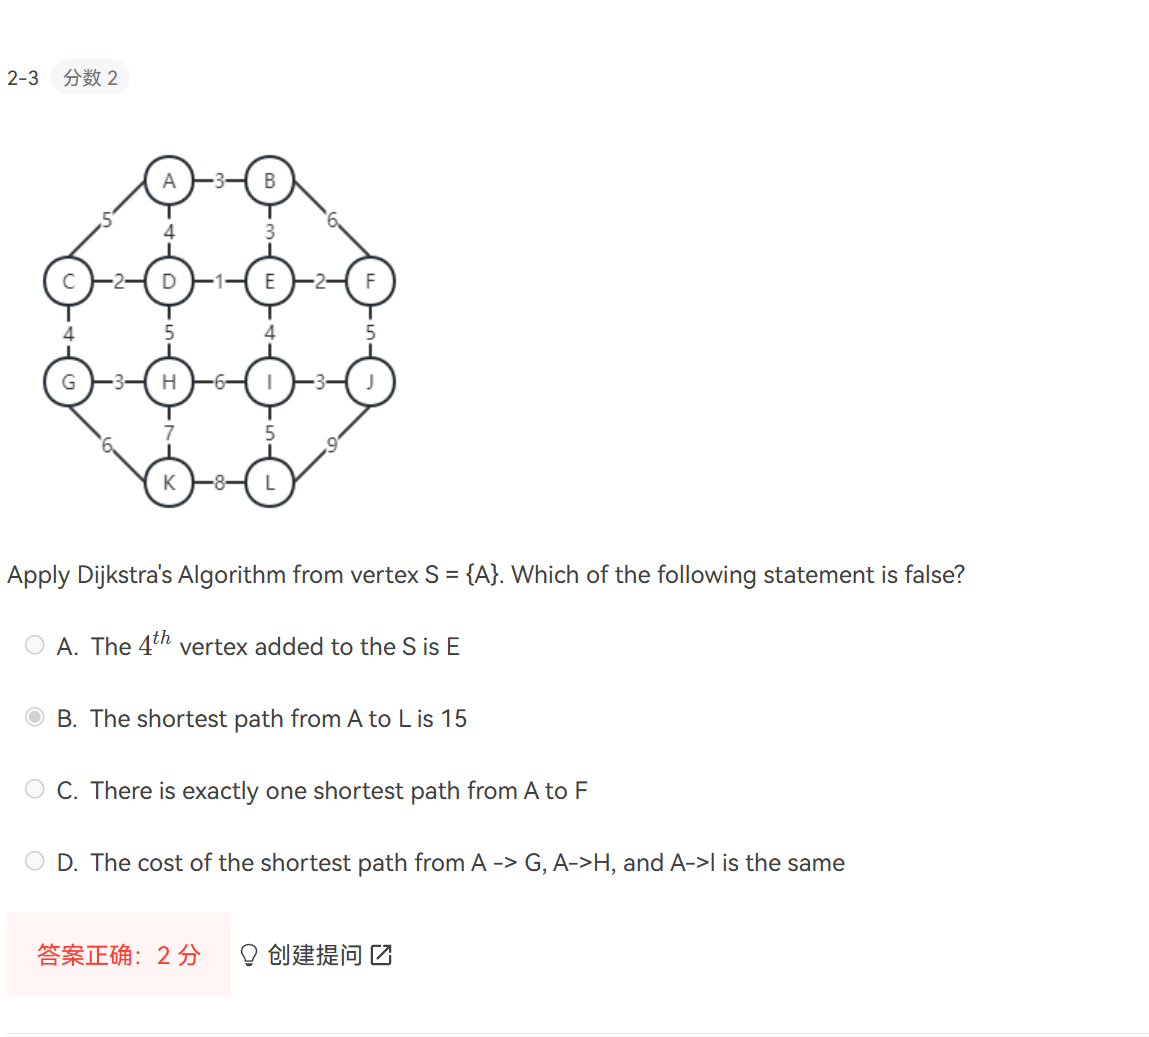 2-3 分数 2
A 3 B
5 4 3 6
C 2 D 1 E 2 F
4 5 4 5
G 3 H 6 I 3 J
6 7 5 9
K 8 L
Apply Dijkstra's Algorithm from vertex S = {A}. Which of the following statement is false?
A. The 4th vertex added to the S is E
B. The shortest path from A to L is 15
C. There is exactly one shortest path from A to F
D. The cost of the shortest path from A -> G, A->H, and A->I is the same
答案正确：2 分 创建提问